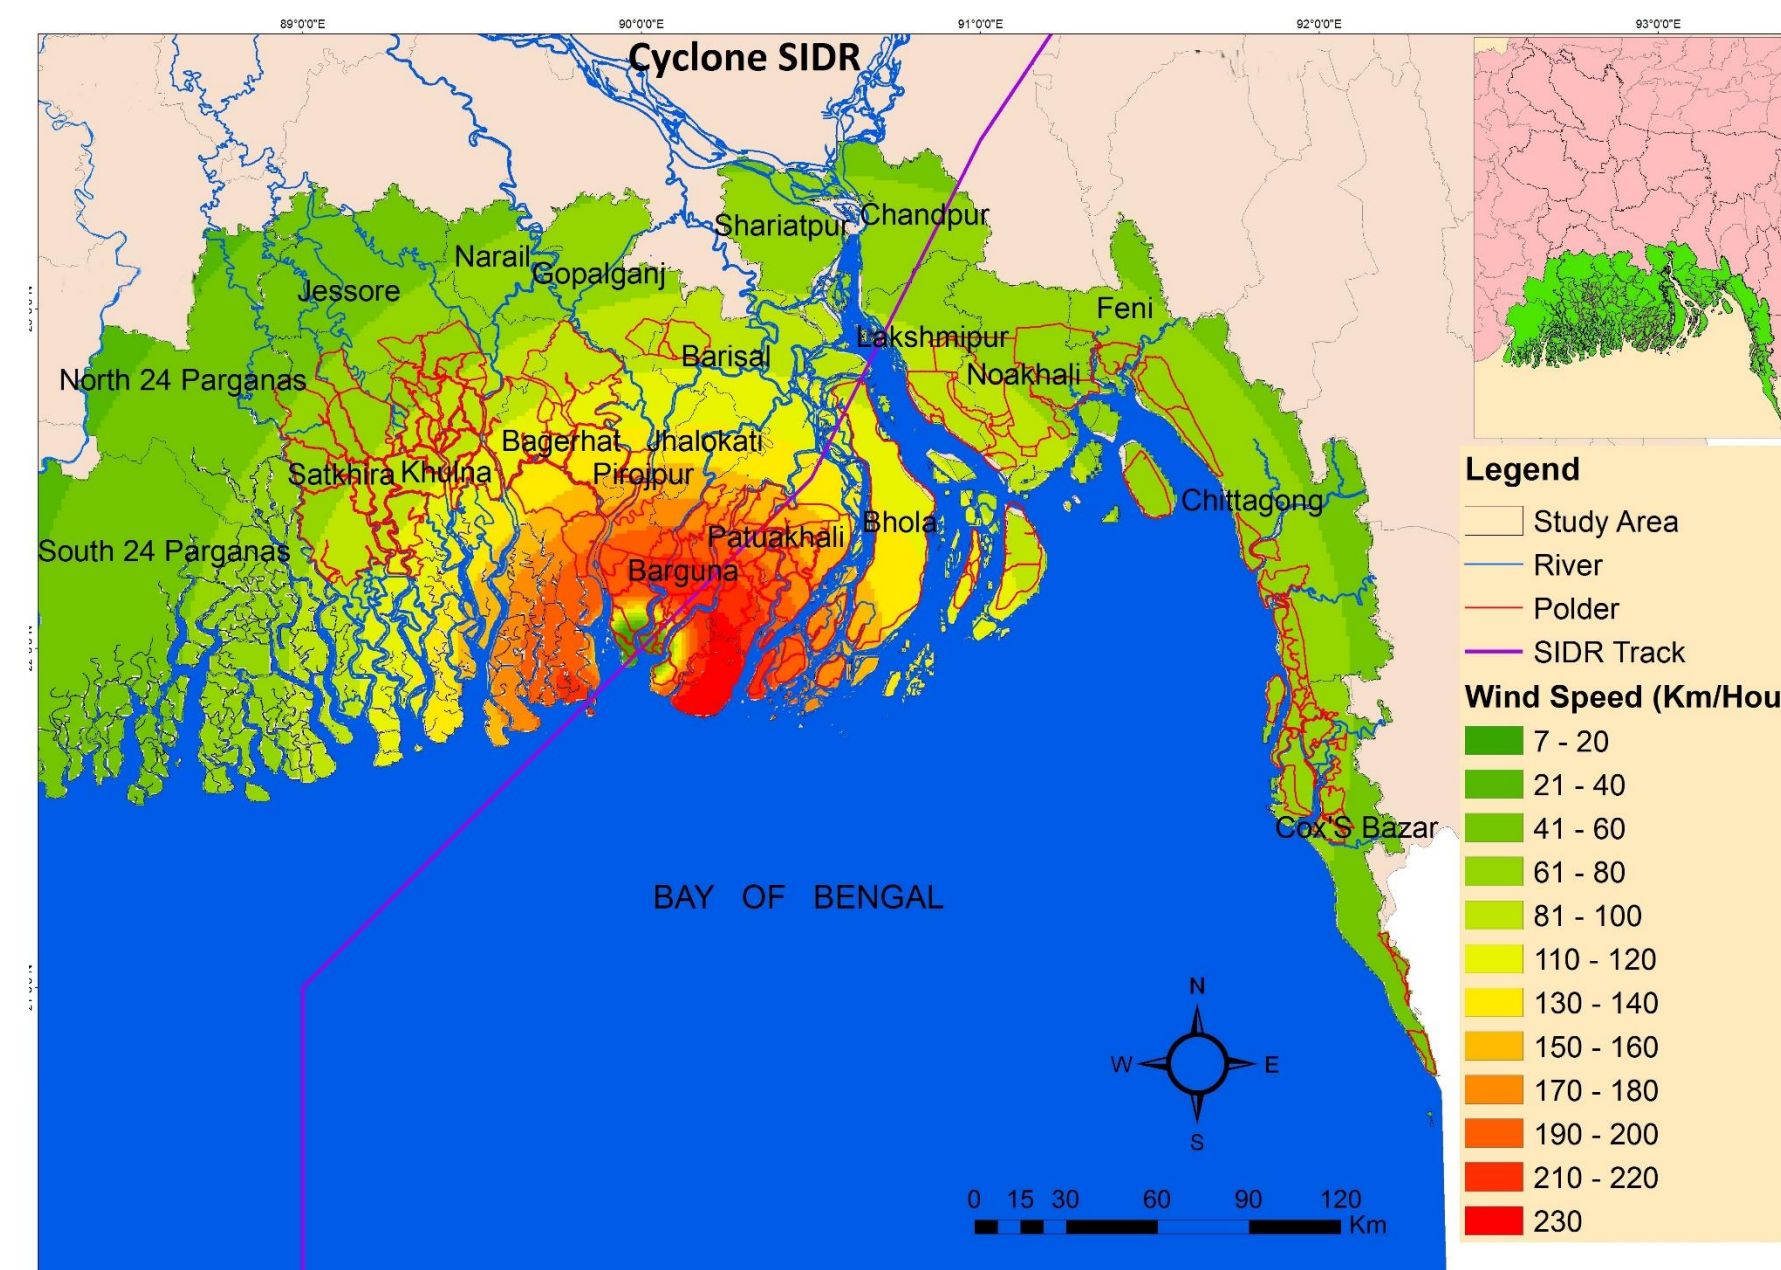 89°0'0"E 90°0'0"E 91°0'0"E 92°0'0"E 93°0'0"E
Cyclone SIDR
Shariatpur Chandpur
Narail
Gopalganj
Jessore
Feni
Lakshmipur
Barisal
Noakhali
North 24 Parganas
Bagerhat Jhalokati
Satkhira Khulna Pirojpur
Chittagong
Bhola
Patuakhali
South 24 Parganas
Barguna
Cox'S Bazar
BAY OF BENGAL
N
W E
S
0 15 30 60 90 120
Km
Legend
Study Area
River
Polder
SIDR Track
Wind Speed (Km/Hou
7 - 20
21 - 40
41 - 60
61 - 80
81 - 100
110 - 120
130 - 140
150 - 160
170 - 180
190 - 200
210 - 220
230